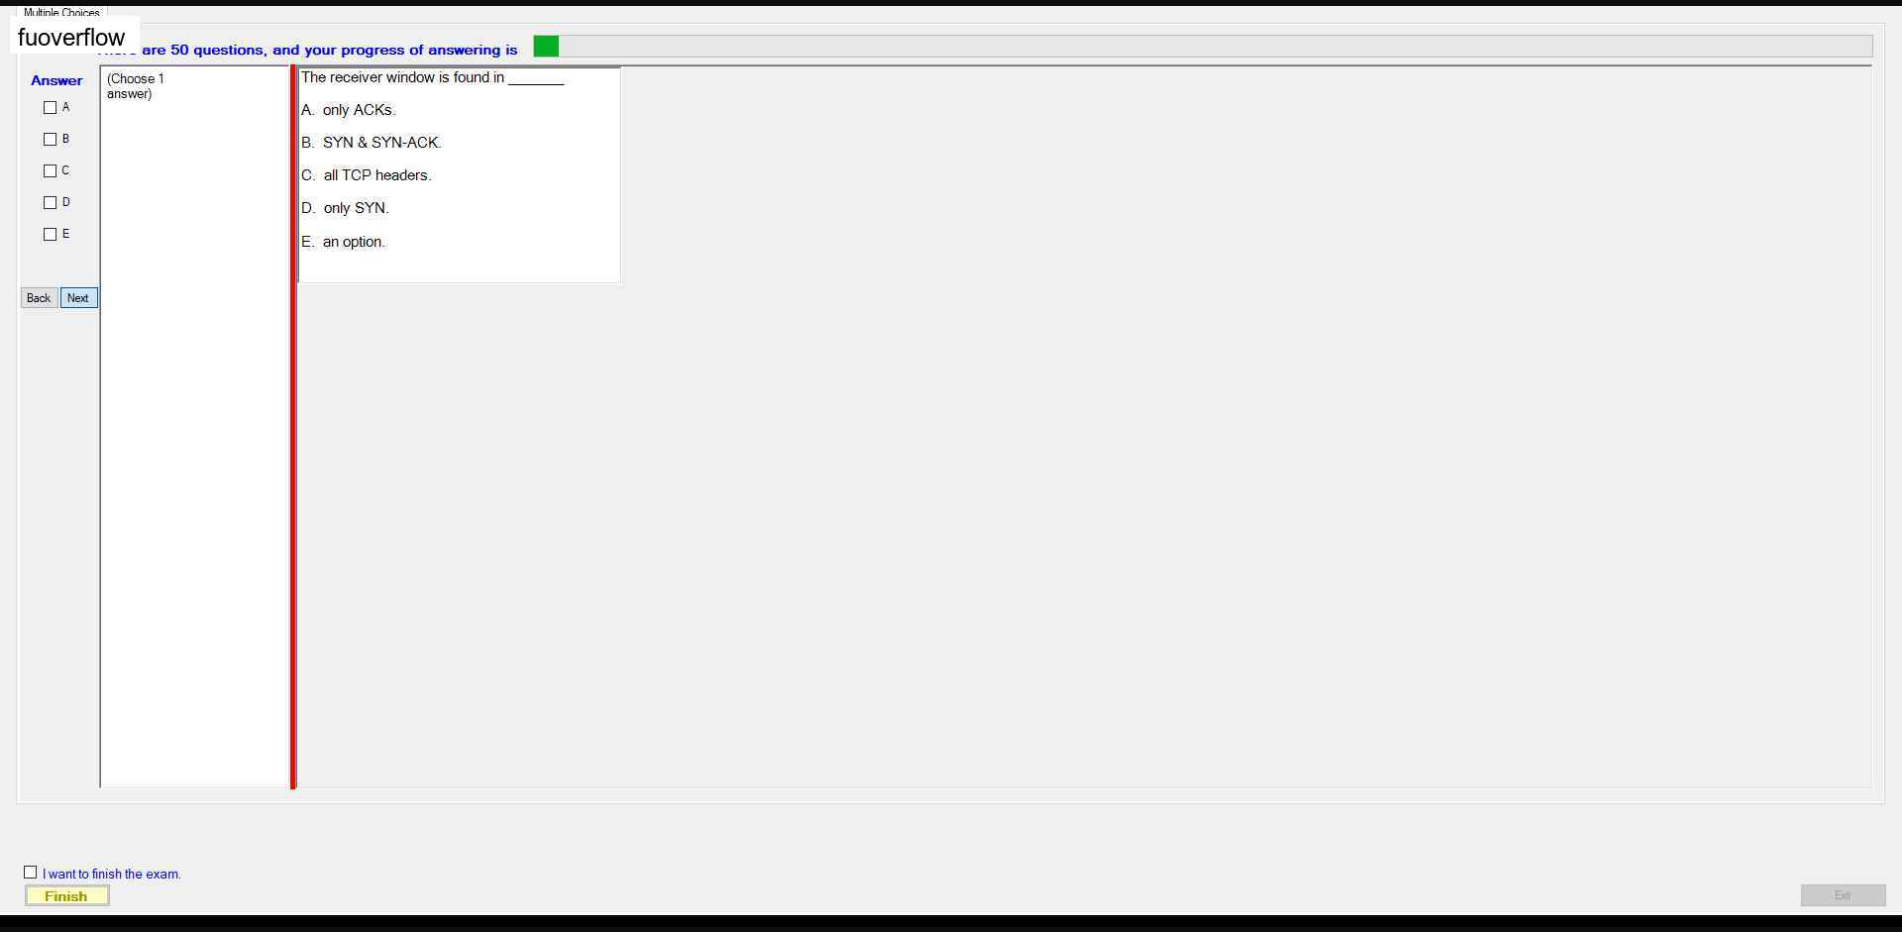 Multiple Choices
fuoverflow
are 50 questions, and your progress of answering is
Answer
(Choose 1
answer)
A
B
C
D
E
Back Next
The receiver window is found in _______
A. only ACKs.
B. SYN & SYN-ACK.
C. all TCP headers.
D. only SYN.
E. an option.
I want to finish the exam.
Finish
Exit